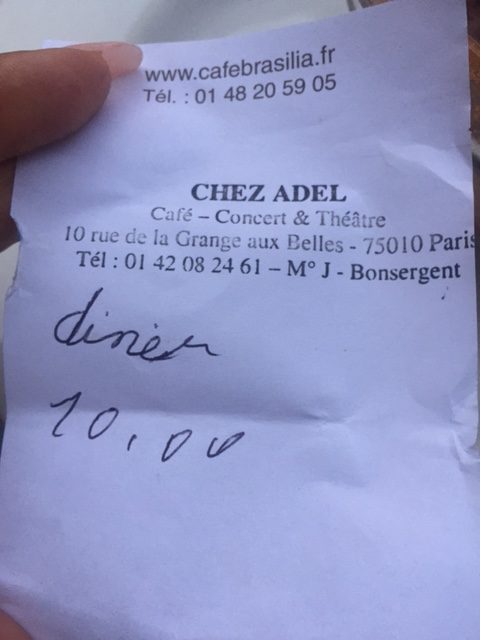 www.cafebrasilia.fr
Tél. : 01 48 20 59 05
CHEZ ADEL
Café – Concert & Théâtre
10 rue de la Grange aux Belles - 75010 Paris
Tél : 01 42 08 24 61 – M° J - Bonsergent
diner
10,00